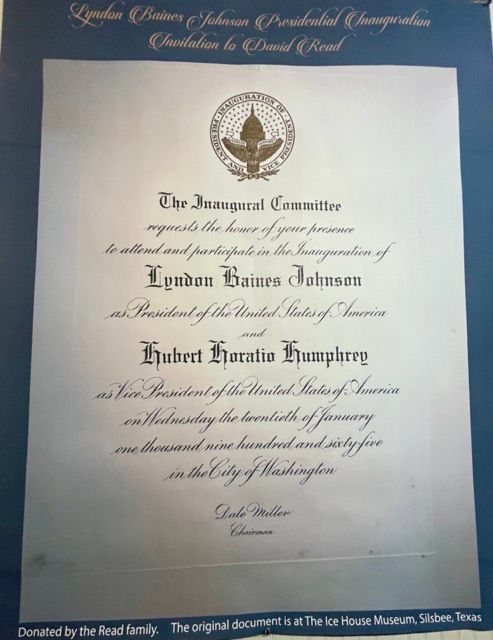 Lyndon Baines Johnson Presidential Inauguration
Invitation to David Read
INAUGURATION OF
PRESIDENT AND VICE PRESIDENT
The Inaugural Committee
requests the honor of your presence
to attend and participate in the Inauguration of
Lyndon Baines Johnson
as President of the United States of America
and
Hubert Horatio Humphrey
as Vice President of the United States of America
on Wednesday the twentieth of January
one thousand nine hundred and sixty-five
in the City of Washington
Dale Miller
Chairman
Donated by the Read family. The original document is at The Ice House Museum, Silsbee, Texas